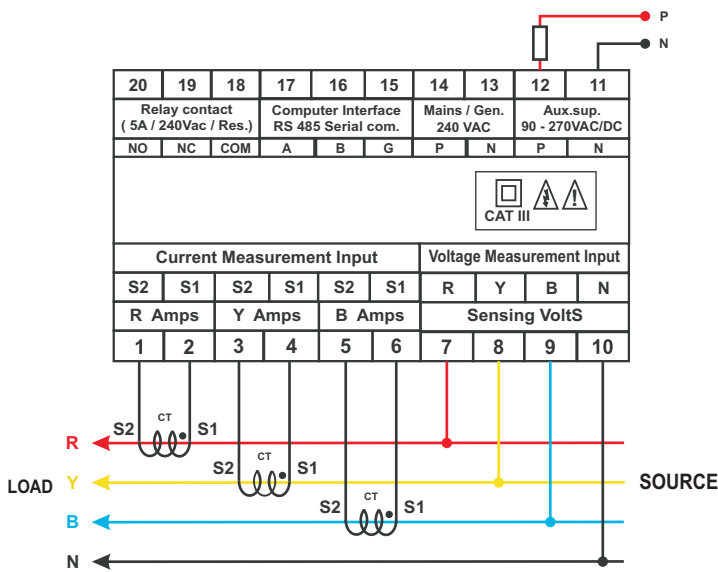 P
N
20 19 18 17 16 15 14 13 12 11
Relay contact Computer Interface Mains / Gen. Aux.sup.
( 5A / 240Vac / Res.) RS 485 Serial com. 240 VAC 90 - 270VAC/DC
NO NC COM A B G P N P N
CAT III
Current Measurement Input Voltage Measurement Input
S2 S1 S2 S1 S2 S1 R Y B N
R Amps Y Amps B Amps Sensing VoltS
1 2 3 4 5 6 7 8 9 10
S2 CT S1
R
S2 CT S1
LOAD Y SOURCE
S2 CT S1
B
N